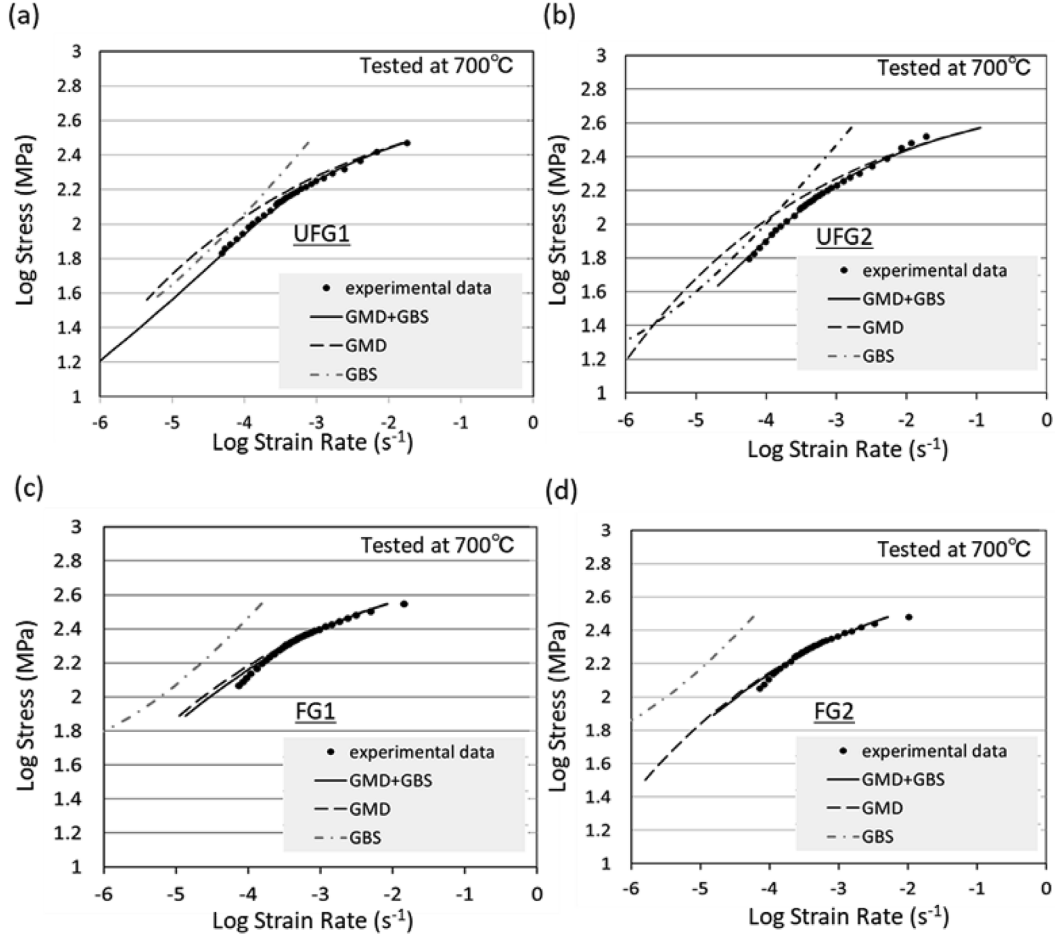 (a)
Tested at 700℃
Log Stress (MPa)
3
2.8
2.6
2.4
2.2
2
1.8
1.6
1.4
1.2
1
UFG1
experimental data
GMD+GBS
GMD
GBS
-6 -5 -4 -3 -2 -1 0
Log Strain Rate (s-1)
(b)
Tested at 700℃
Log Stress (MPa)
3
2.8
2.6
2.4
2.2
2
1.8
1.6
1.4
1.2
1
UFG2
experimental data
GMD+GBS
GMD
GBS
-6 -5 -4 -3 -2 -1 0
Log Strain Rate (s-1)
(c)
Tested at 700℃
Log Stress (MPa)
3
2.8
2.6
2.4
2.2
2
1.8
1.6
1.4
1.2
1
FG1
experimental data
GMD+GBS
GMD
GBS
-6 -5 -4 -3 -2 -1 0
Log Strain Rate (s-1)
(d)
Tested at 700℃
Log Stress (MPa)
3
2.8
2.6
2.4
2.2
2
1.8
1.6
1.4
1.2
1
FG2
experimental data
GMD+GBS
GMD
GBS
-6 -5 -4 -3 -2 -1 0
Log Strain Rate (s-1)